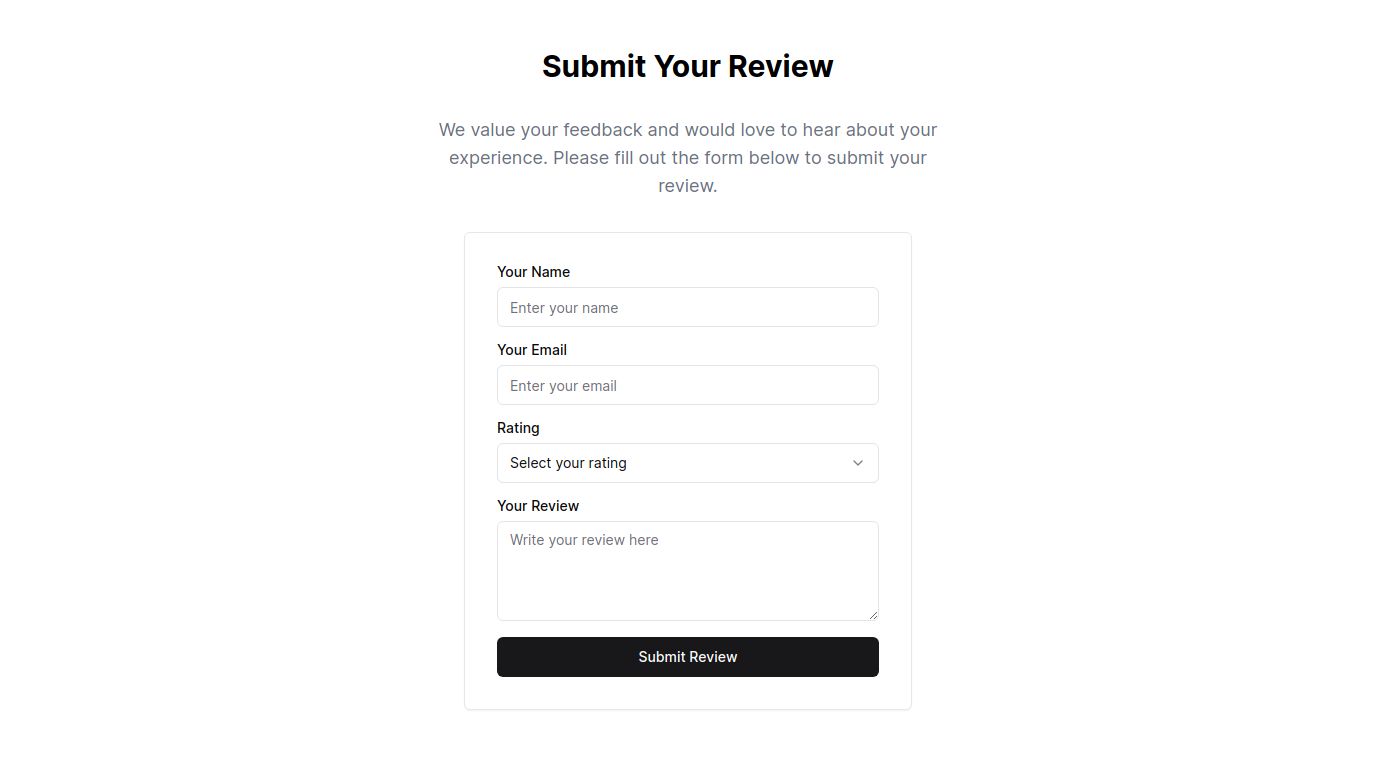 Submit Your Review
We value your feedback and would love to hear about your
experience. Please fill out the form below to submit your
review.
Your Name
Enter your name
Your Email
Enter your email
Rating
Select your rating
Your Review
Write your review here
Submit Review